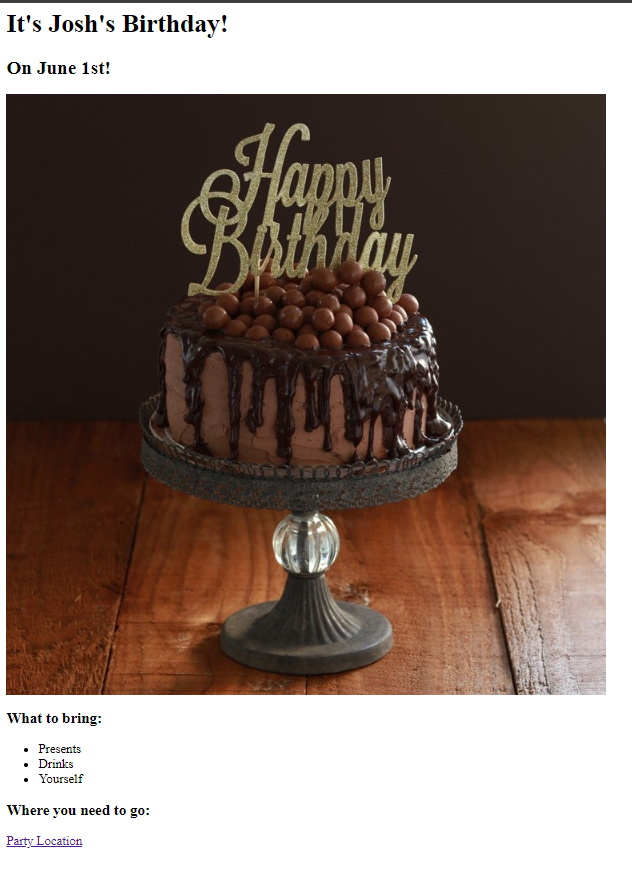 It's Josh's Birthday!
On June 1st!
Happy
Birthday
What to bring:
Presents
Drinks
Yourself
Where you need to go:
Party Location